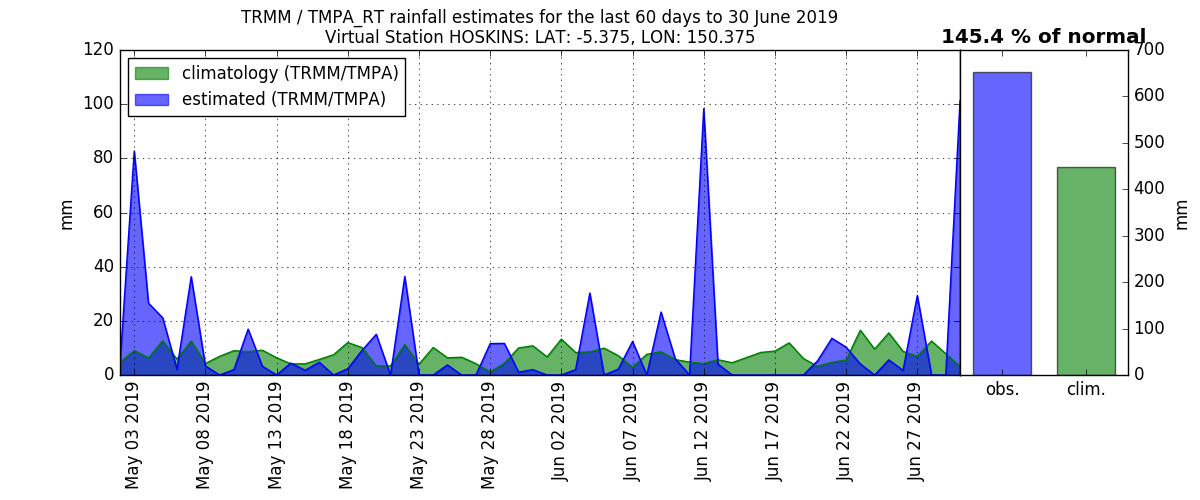 TRMM / TMPA_RT rainfall estimates for the last 60 days to 30 June 2019
Virtual Station HOSKINS: LAT: -5.375, LON: 150.375
145.4 % of normal
climatology (TRMM/TMPA)
estimated (TRMM/TMPA)
mm
120
100
80
60
40
20
0
May 03 2019
May 08 2019
May 13 2019
May 18 2019
May 23 2019
May 28 2019
Jun 02 2019
Jun 07 2019
Jun 12 2019
Jun 17 2019
Jun 22 2019
Jun 27 2019
obs.
clim.
700
600
500
400
300
200
100
0
mm